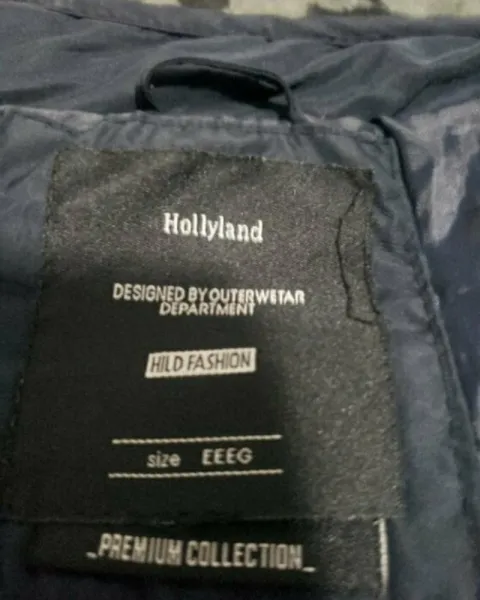 Hollyland
DESIGNED BY OUTERWETAR
DEPARTMENT
HILD FASHION
size EEEG
_PREMIUM COLLECTION_